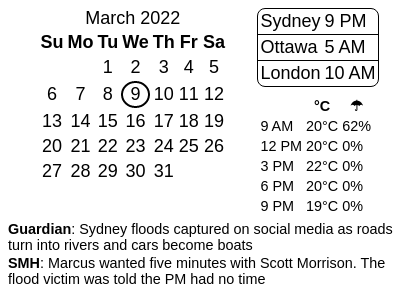 March 2022
Su Mo Tu We Th Fr Sa
1 2 3 4 5
6 7 8 9 10 11 12
13 14 15 16 17 18 19
20 21 22 23 24 25 26
27 28 29 30 31
Sydney 9 PM
Ottawa 5 AM
London 10 AM
°C ☂
9 AM 20°C 62%
12 PM 20°C 0%
3 PM 22°C 0%
6 PM 20°C 0%
9 PM 19°C 0%
Guardian: Sydney floods captured on social media as roads
turn into rivers and cars become boats
SMH: Marcus wanted five minutes with Scott Morrison. The
flood victim was told the PM had no time